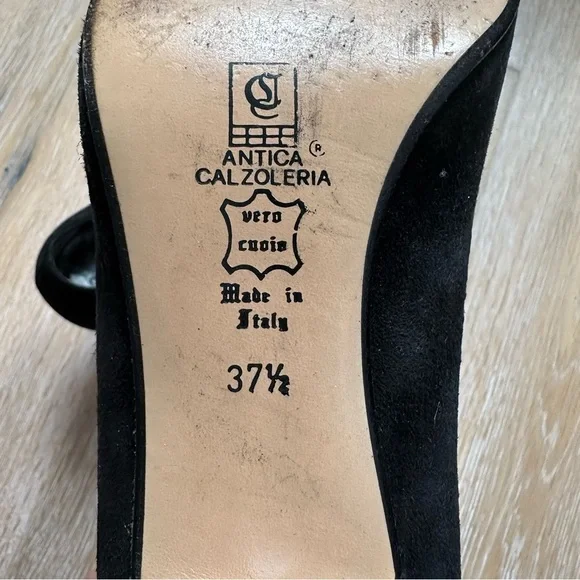 ANTICA ®
CALZOLERIA
vero
cuoio
Made in
Italy
37½